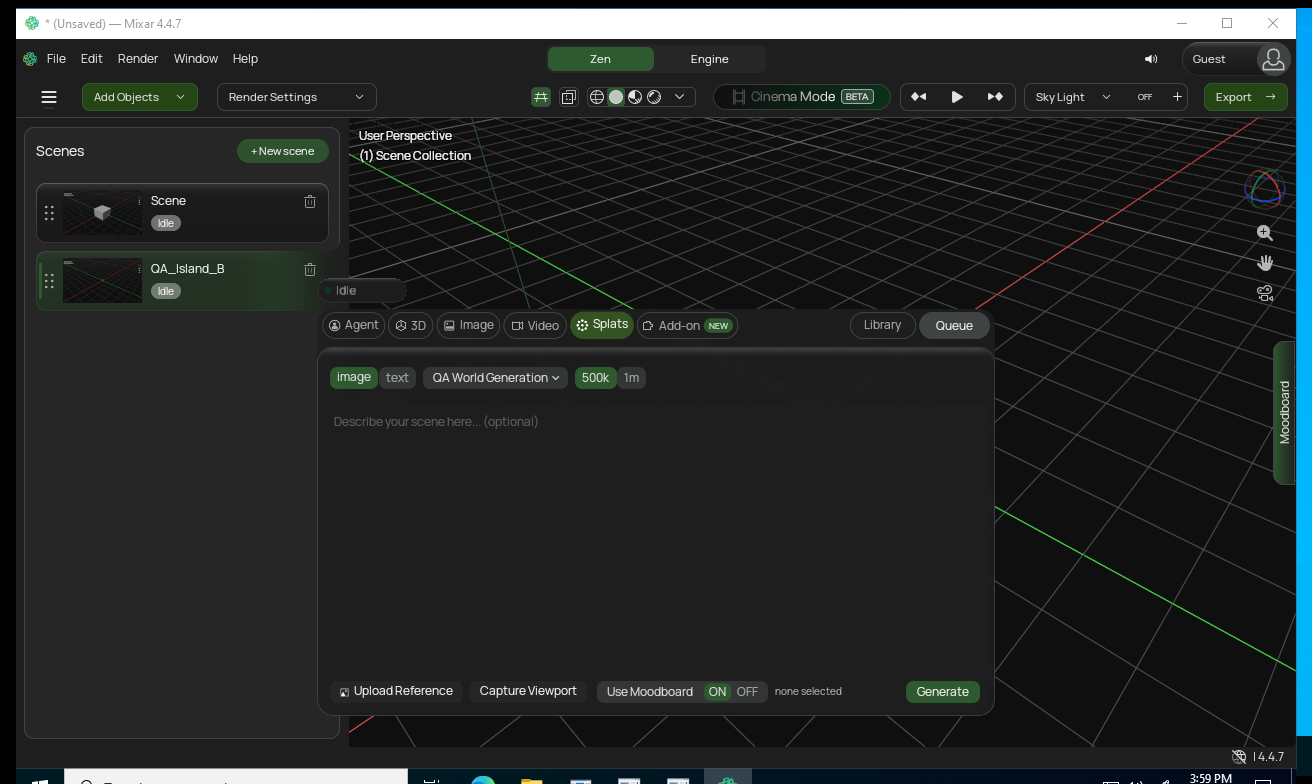 * (Unsaved) — Mixar 4.4.7
File Edit Render Window Help
Zen Engine
Guest
Add Objects
Render Settings
Cinema Mode BETA
Sky Light
OFF
Export
Scenes
+ New scene
User Perspective
(1) Scene Collection
Scene
Idle
QA_Island_B
Idle
Idle
Agent 3D Image Video Splats Add-on NEW
Library Queue
image text QA World Generation 500k 1m
Describe your scene here... (optional)
Moodboard
Upload Reference Capture Viewport Use Moodboard ON OFF none selected Generate
4.4.7
3:59 PM